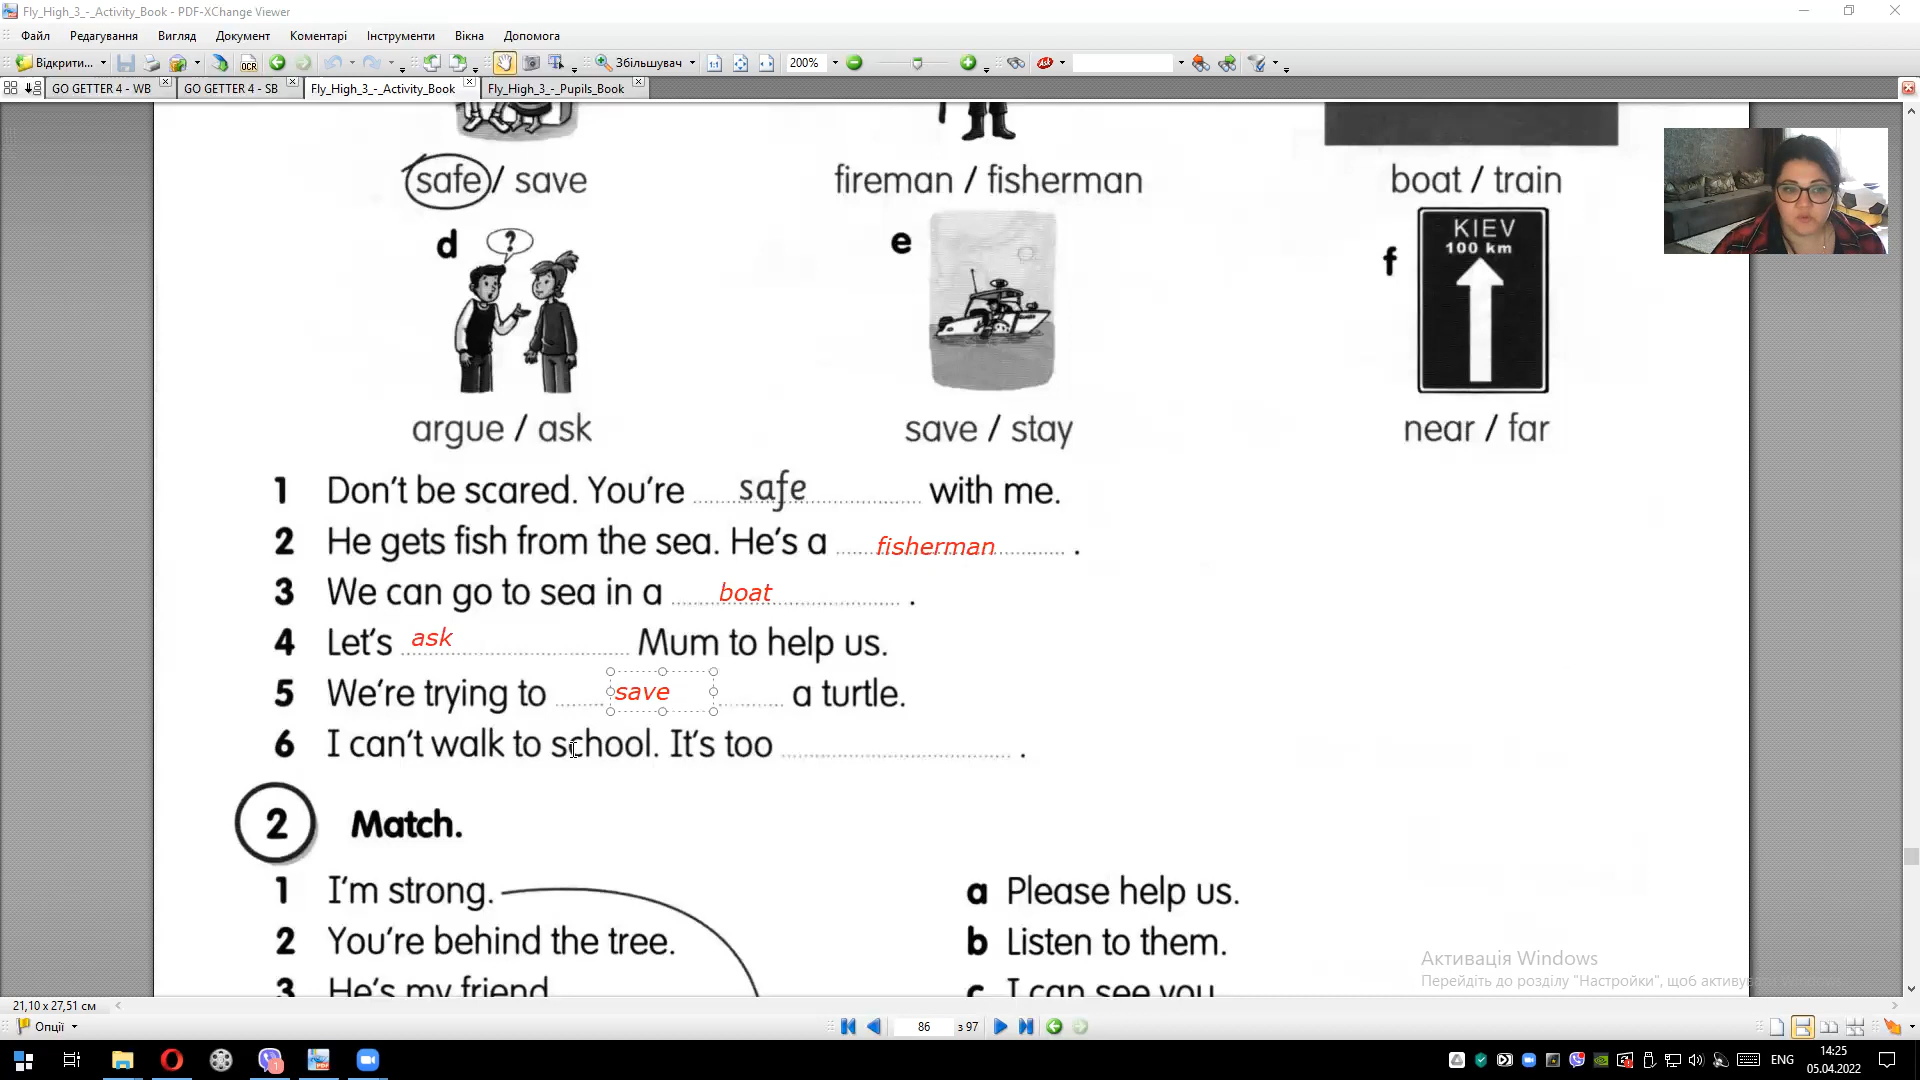 Fly_High_3_-_Activity_Book - PDF-XChange Viewer
Файл Редагування Вигляд Документ Коментарі Інструменти Вікна Допомога
Відкрити... OCR Збільшувач 1:1 200%
GO GETTER 4 - WB GO GETTER 4 - SB Fly_High_3_-_Activity_Book Fly_High_3_-_Pupils_Book
safe / save fireman / fisherman boat / train
d ? e f KIEV
100 km
argue / ask save / stay near / far
1 Don't be scared. You're safe with me.
2 He gets fish from the sea. He's a fisherman .
3 We can go to sea in a boat .
4 Let's ask Mum to help us.
5 We're trying to save a turtle.
6 I can't walk to school. It's too .
2 Match.
1 I'm strong. a Please help us.
2 You're behind the tree. b Listen to them.
3 He's my friend c I can see you
Активація Windows
Перейдіть до розділу "Настройки", щоб активувати Windows.
21,10 x 27,51 см
Опції 86 з 97
ENG 14:25
05.04.2022